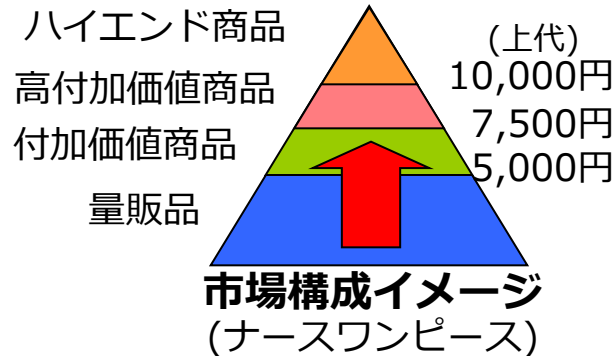 ハイエンド商品
(上代)
10,000円
高付加価値商品
7,500円
付加価値商品
5,000円
量販品
市場構成イメージ
(ナースワンピース)